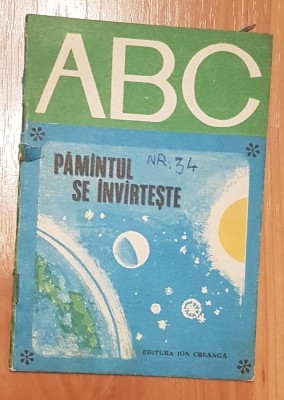 ABC
PĂMÎNTUL
NR: 34
SE ÎNVÎRTEȘTE
EDITURA ION CREANGĂ